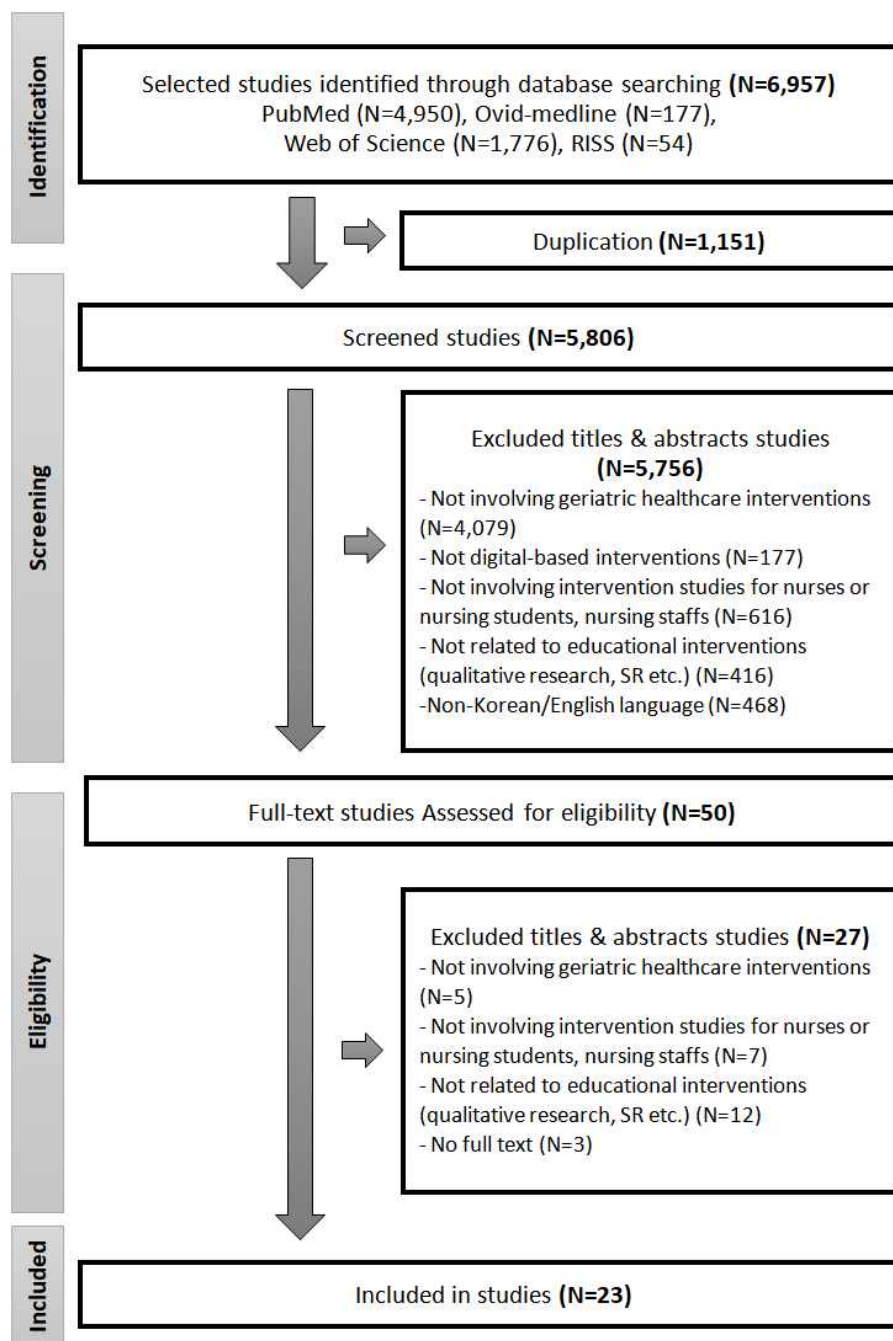 Identification
Selected studies identified through database searching (N=6,957)
PubMed (N=4,950), Ovid-medline (N=177),
Web of Science (N=1,776), RISS (N=54)
Duplication (N=1,151)
Screening
Screened studies (N=5,806)
Excluded titles & abstracts studies
(N=5,756)
- Not involving geriatric healthcare interventions
(N=4,079)
- Not digital-based interventions (N=177)
- Not involving intervention studies for nurses or
nursing students, nursing staffs (N=616)
- Not related to educational interventions
(qualitative research, SR etc.) (N=416)
-Non-Korean/English language (N=468)
Eligibility
Full-text studies Assessed for eligibility (N=50)
Excluded titles & abstracts studies (N=27)
- Not involving geriatric healthcare interventions
(N=5)
- Not involving intervention studies for nurses or
nursing students, nursing staffs (N=7)
- Not related to educational interventions
(qualitative research, SR etc.) (N=12)
- No full text (N=3)
Included
Included in studies (N=23)